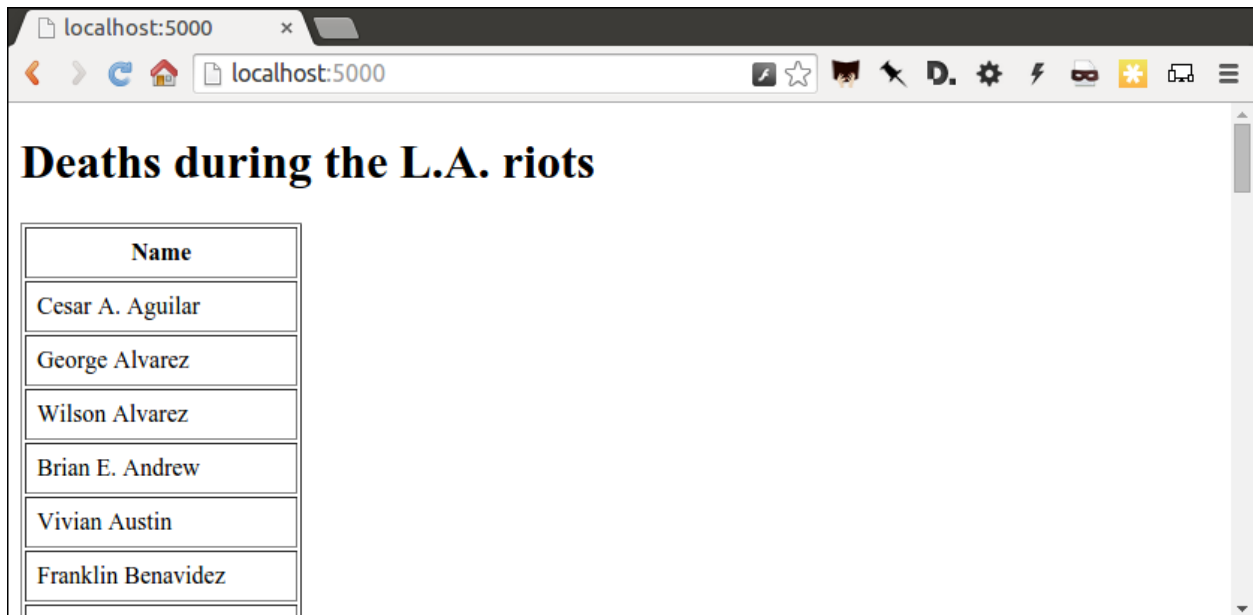 localhost:5000
localhost:5000
D.
Deaths during the L.A. riots
Name
Cesar A. Aguilar
George Alvarez
Wilson Alvarez
Brian E. Andrew
Vivian Austin
Franklin Benavidez